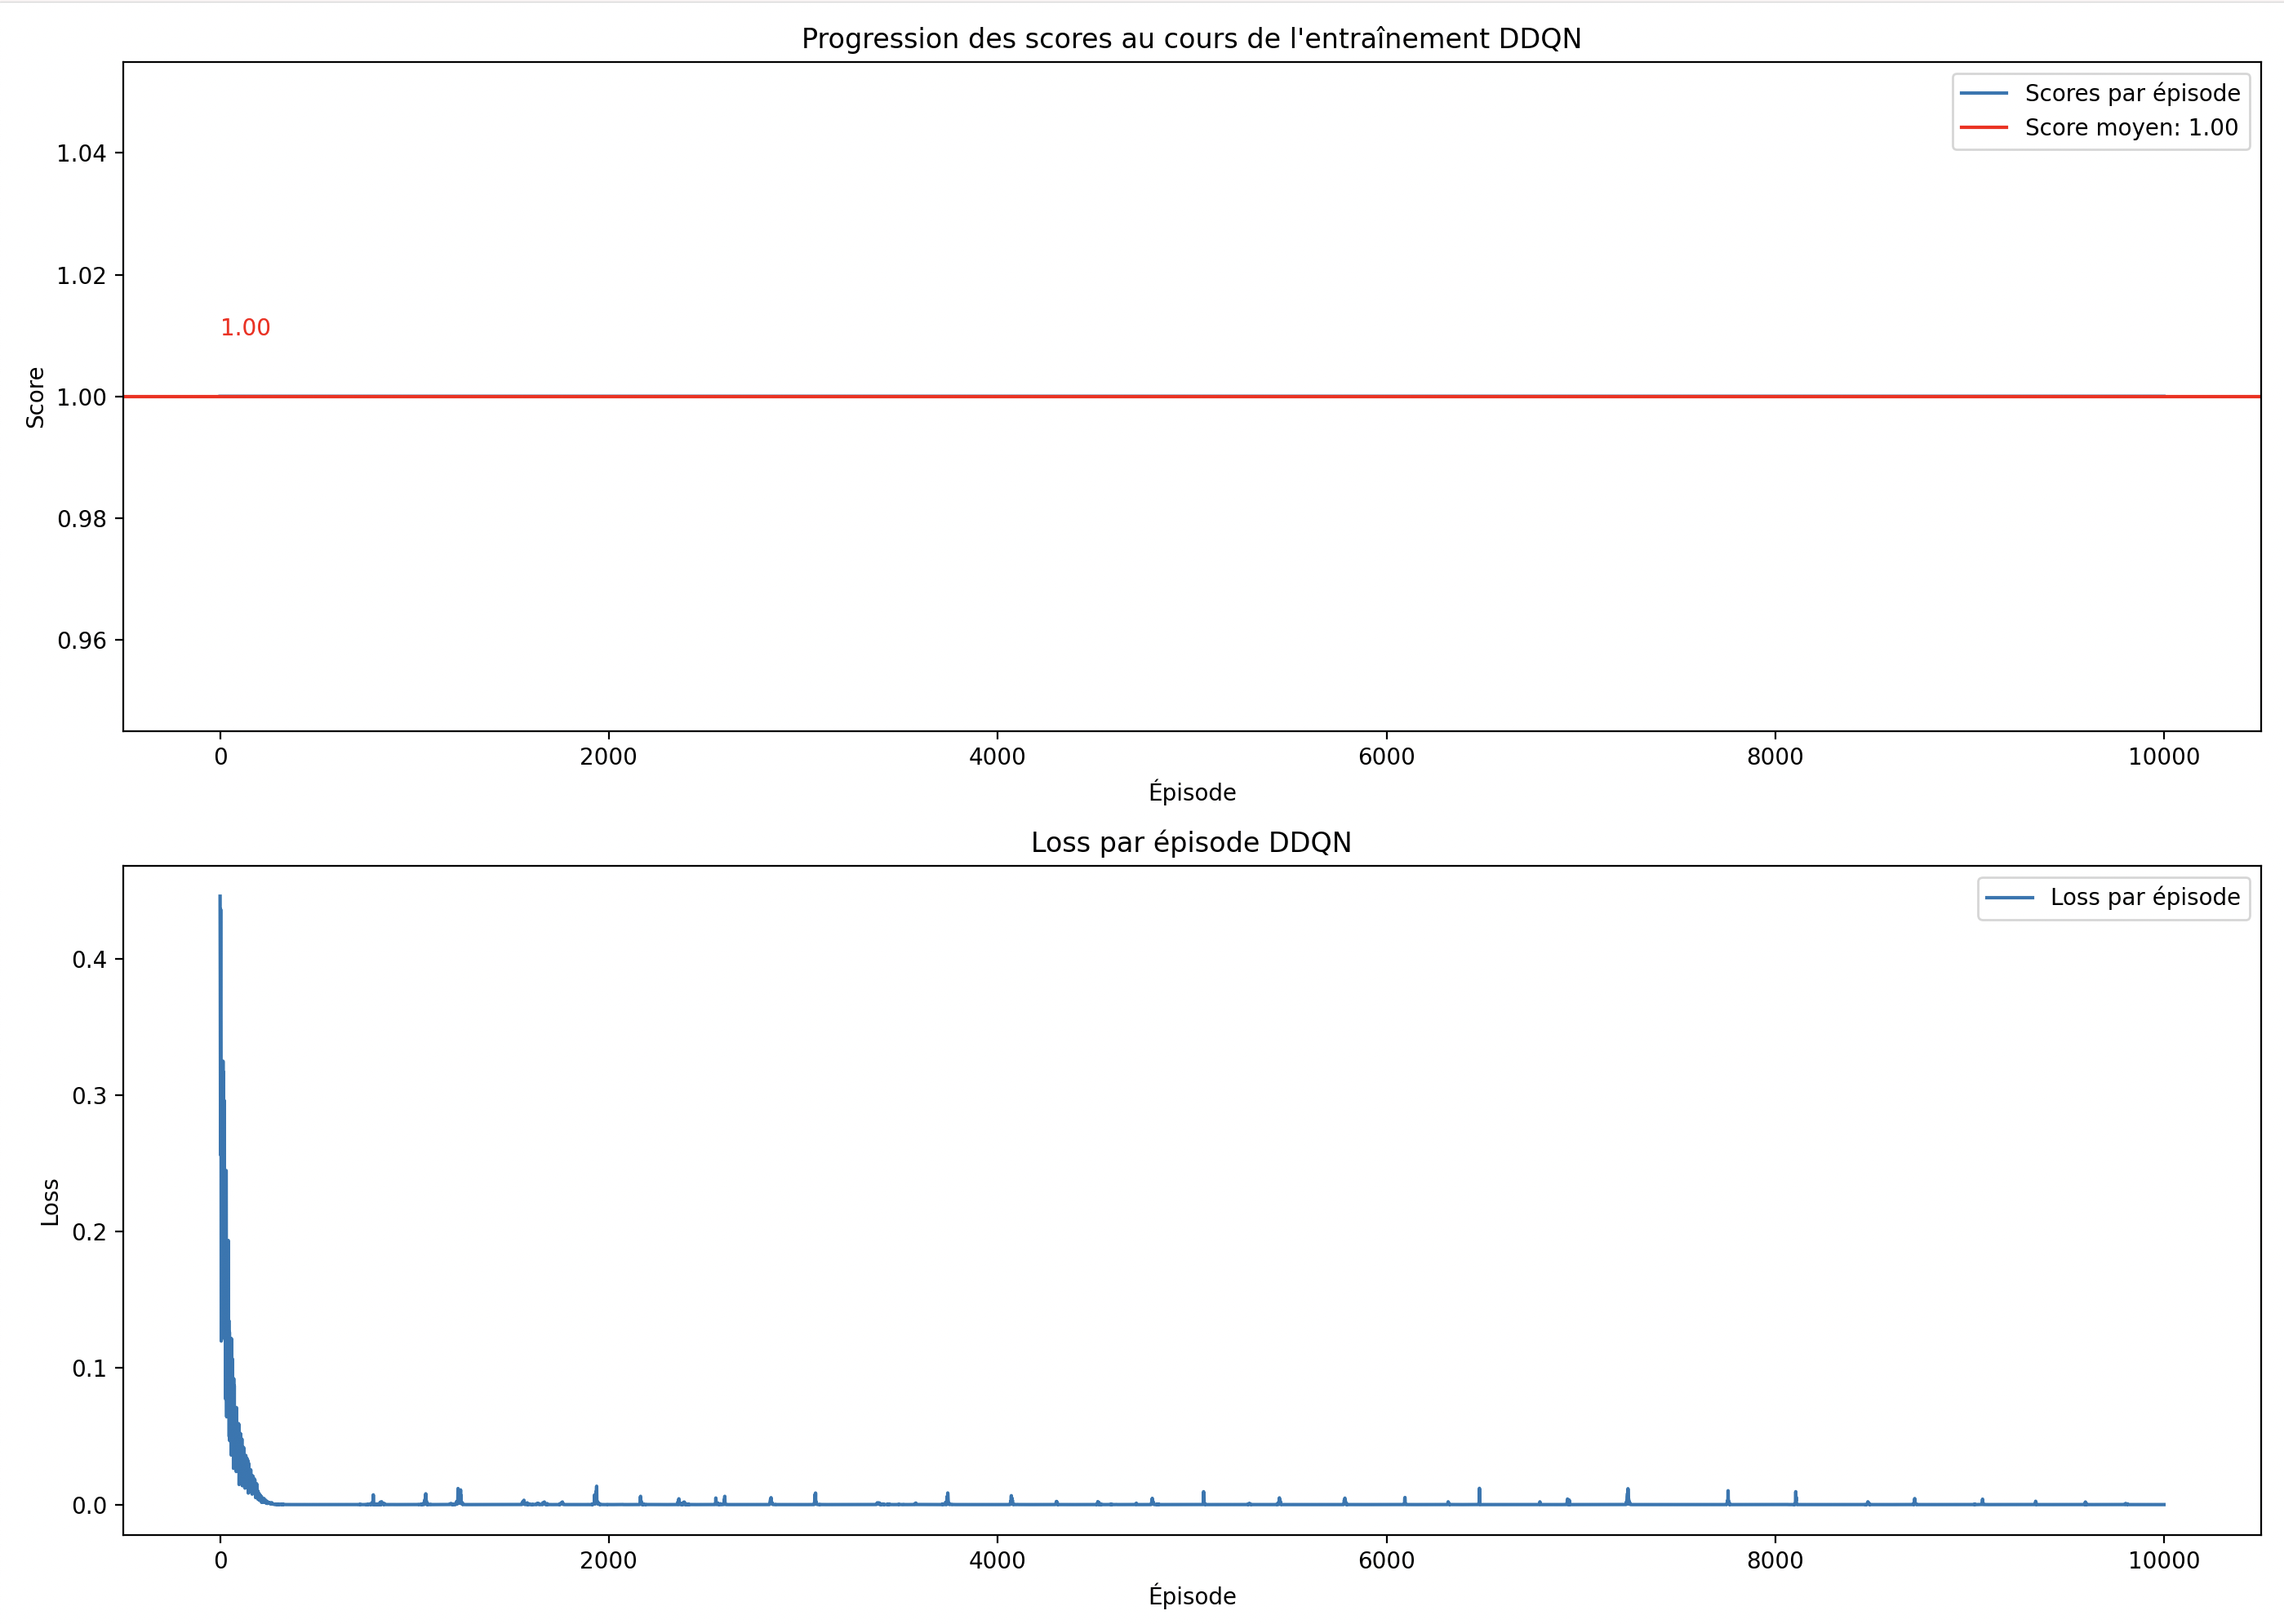 Progression des scores au cours de l'entraînement DDQN
Scores par épisode
Score moyen: 1.00
1.04
1.02
1.00
1.00
0.98
0.96
Score
0 2000 4000 6000 8000 10000
Épisode
Loss par épisode DDQN
Loss par épisode
0.4
0.3
0.2
0.1
0.0
Loss
0 2000 4000 6000 8000 10000
Épisode